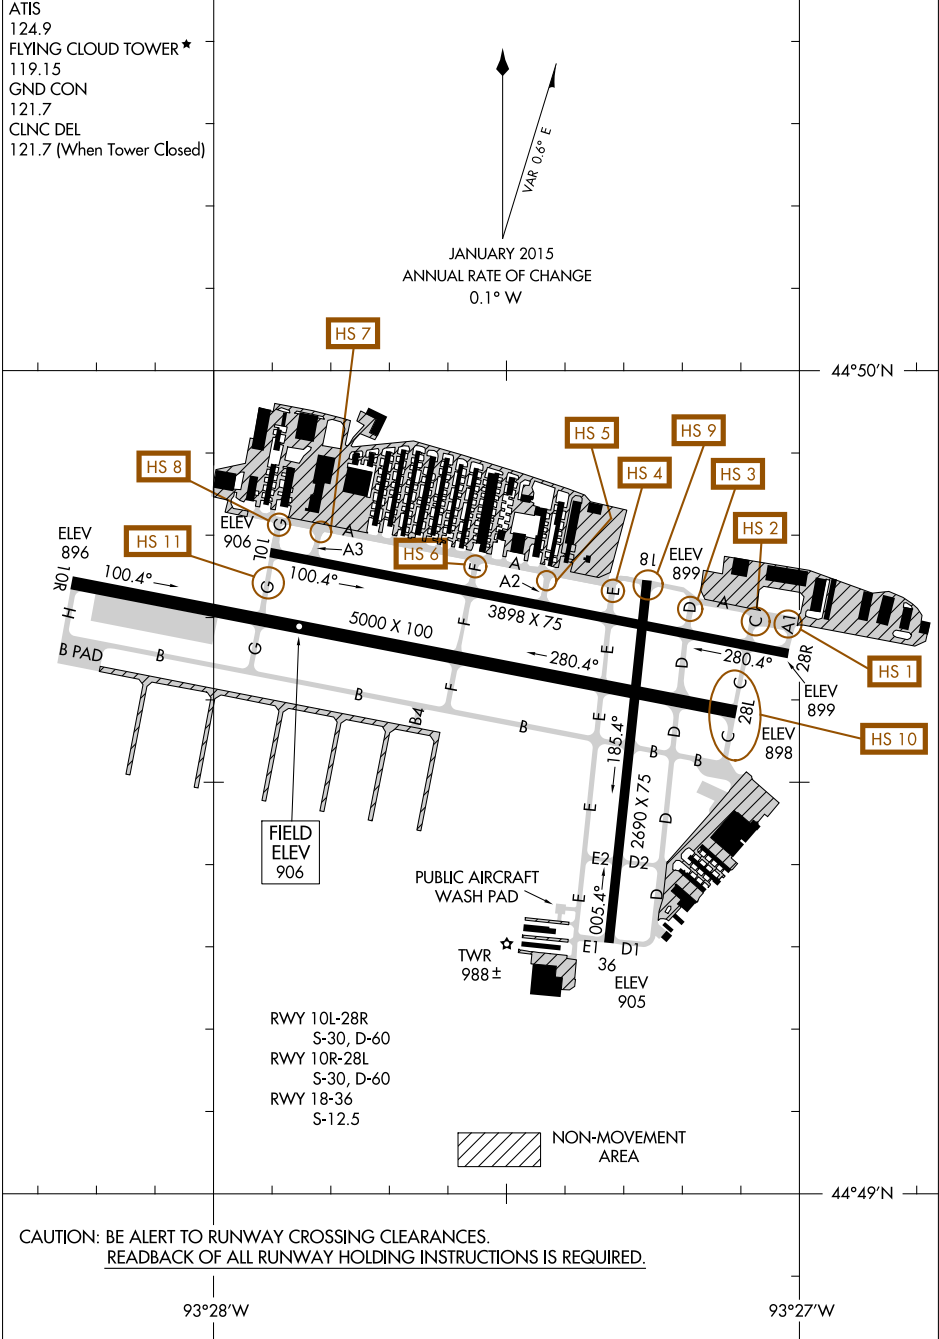 ATIS
124.9
FLYING CLOUD TOWER★
119.15
GND CON
121.7
CLNC DEL
121.7 (When Tower Closed)
VAR 0.6° E
JANUARY 2015
ANNUAL RATE OF CHANGE
0.1° W
HS 7
44°50'N
HS 5
HS 9
HS 8
HS 4
HS 3
HS 2
HS 11
HS 6
HS 1
HS 10
ELEV
896
ELEV
906
10L
10R
G
A
A3
F
A
A2
E
18
ELEV
899
D
A
C
A1
28R
100.4°
100.4°
G
3898 X 75
280.4°
ELEV
899
H
5000 X 100
F
E
D
C
280.4°
B PAD
B
G
F
28L
C
ELEV
898
B
B4
B
E
185.4°
D
B
B
E
2690 X 75
D
FIELD
ELEV
906
E2
D2
PUBLIC AIRCRAFT
WASH PAD
E
005.4°
D
TWR
988±
E1
D1
36
ELEV
905
RWY 10L-28R
S-30, D-60
RWY 10R-28L
S-30, D-60
RWY 18-36
S-12.5
NON-MOVEMENT
AREA
44°49'N
CAUTION: BE ALERT TO RUNWAY CROSSING CLEARANCES.
READBACK OF ALL RUNWAY HOLDING INSTRUCTIONS IS REQUIRED.
93°28'W
93°27'W